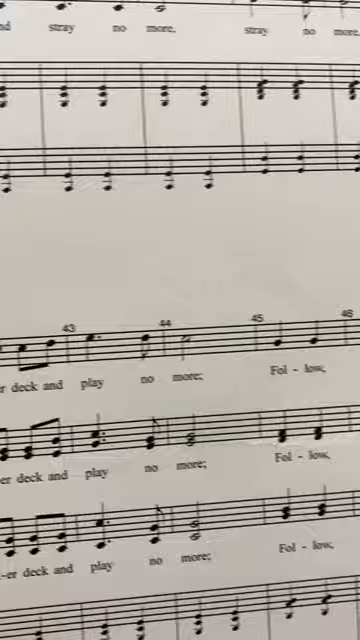 nd stray no more, stray no more,
43 44 45 46
r deck and play no more; Fol - low,
er deck and play no more; Fol - low,
-er deck and play no more; Fol - low,